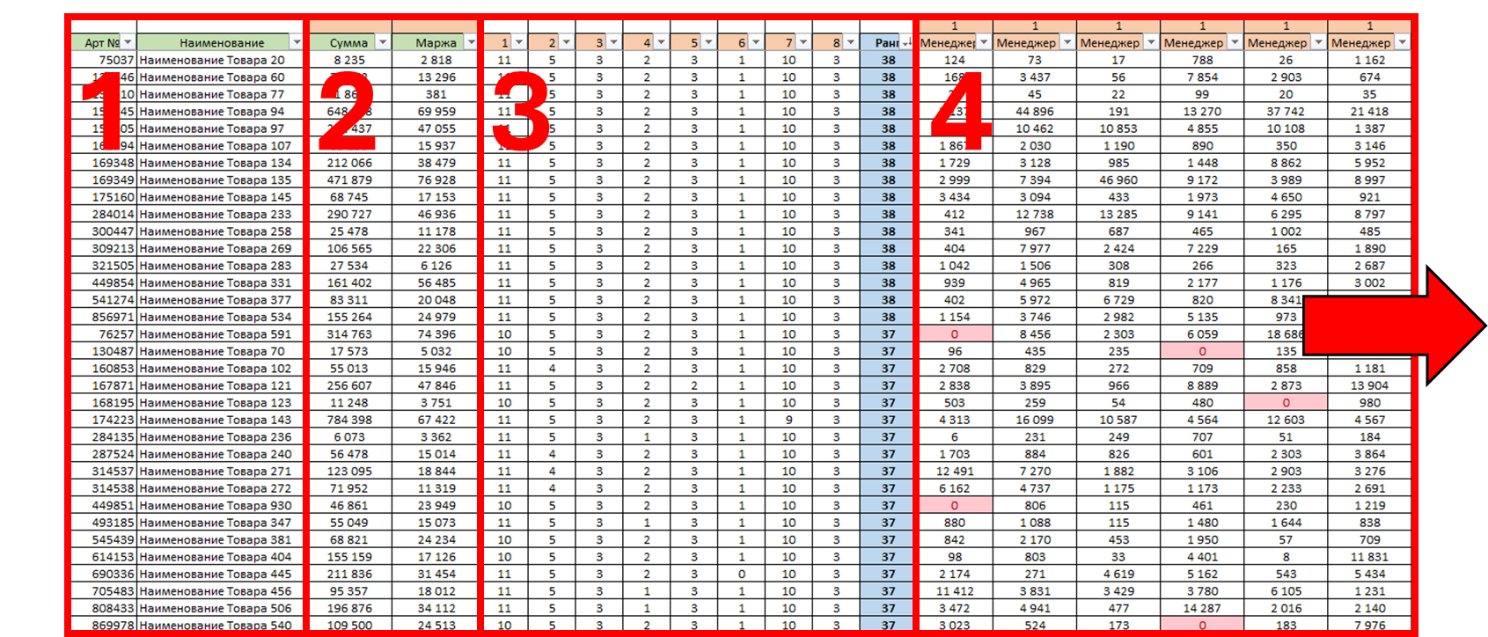 1 1 1 1 1 1
Арт № Наименование Сумма Маржа 1 2 3 4 5 6 7 8 Ранг Менеджер Менеджер Менеджер Менеджер Менеджер Менеджер
75037 Наименование Товара 20 8 235 2 818 11 5 3 2 3 1 10 3 38 124 73 17 788 26 1 162
Наименование Товара 60 13 296 5 3 2 3 1 10 3 38 3 437 56 7 854 2 903 674
Наименование Товара 77 381 5 3 2 3 1 10 3 38 45 22 99 20 35
Наименование Товара 94 69 959 5 3 2 3 1 10 3 38 44 896 191 13 270 37 742 21 418
Наименование Товара 97 47 055 5 3 2 3 1 10 3 38 10 462 10 853 4 855 10 108 1 387
Наименование Товара 107 15 937 5 3 2 3 1 10 3 38 2 030 1 190 890 350 3 146
1 2 3 4
169348 Наименование Товара 134 212 066 38 479 11 5 3 2 3 1 10 3 38 1 729 3 128 985 1 448 8 862 5 952
169349 Наименование Товара 135 471 879 76 928 11 5 3 2 3 1 10 3 38 2 999 7 394 46 960 9 172 3 989 8 997
175160 Наименование Товара 145 68 745 17 153 11 5 3 2 3 1 10 3 38 3 434 3 094 433 1 973 4 650 921
284014 Наименование Товара 233 290 727 46 936 11 5 3 2 3 1 10 3 38 412 12 738 13 285 9 141 6 295 8 797
300447 Наименование Товара 258 25 478 11 178 11 5 3 2 3 1 10 3 38 341 967 687 465 1 002 485
309213 Наименование Товара 269 106 565 22 306 11 5 3 2 3 1 10 3 38 404 7 977 2 424 7 229 165 1 890
321505 Наименование Товара 283 27 534 6 126 11 5 3 2 3 1 10 3 38 1 042 1 506 308 266 323 2 687
449854 Наименование Товара 331 161 402 56 485 11 5 3 2 3 1 10 3 38 939 4 965 819 2 177 1 176 3 002
541274 Наименование Товара 377 83 311 20 048 11 5 3 2 3 1 10 3 38 402 5 972 6 729 820 8 341
856971 Наименование Товара 534 155 264 24 979 11 5 3 2 3 1 10 3 38 1 154 3 746 2 982 5 135 973
76257 Наименование Товара 591 314 763 74 396 10 5 3 2 3 1 10 3 37 0 8 456 2 303 6 059 18 686
130487 Наименование Товара 70 17 573 5 032 10 5 3 2 3 1 10 3 37 96 435 235 0 135
160853 Наименование Товара 102 55 013 15 946 11 4 3 2 3 1 10 3 37 2 708 829 272 709 858 1 181
167871 Наименование Товара 121 256 607 47 846 11 5 3 2 2 1 10 3 37 2 838 3 895 966 8 889 2 873 13 904
168195 Наименование Товара 123 11 248 3 751 10 5 3 2 3 1 10 3 37 503 259 54 480 0 980
174223 Наименование Товара 143 784 398 67 422 11 5 3 2 3 1 9 3 37 4 313 16 099 10 587 4 564 12 603 4 567
284135 Наименование Товара 236 6 073 3 362 11 5 3 1 3 1 10 3 37 6 231 249 707 51 184
287524 Наименование Товара 240 56 478 15 014 11 4 3 2 3 1 10 3 37 1 703 884 826 601 2 303 3 864
314537 Наименование Товара 271 123 095 18 844 11 4 3 2 3 1 10 3 37 12 491 7 270 1 882 3 106 2 903 3 276
314538 Наименование Товара 272 71 952 11 319 11 4 3 2 3 1 10 3 37 6 162 4 737 1 175 1 173 2 233 2 691
449851 Наименование Товара 930 46 861 23 949 10 5 3 2 3 1 10 3 37 0 806 115 461 230 1 219
493185 Наименование Товара 347 55 049 15 073 11 5 3 1 3 1 10 3 37 880 1 088 115 1 480 1 644 838
545439 Наименование Товара 381 68 821 24 234 10 5 3 2 3 1 10 3 37 842 2 170 453 1 950 57 709
614153 Наименование Товара 404 155 159 17 126 10 5 3 2 3 1 10 3 37 98 803 33 4 401 8 11 831
690336 Наименование Товара 445 211 836 31 454 11 5 3 2 3 0 10 3 37 2 174 271 4 619 5 162 543 5 434
705483 Наименование Товара 456 95 357 18 012 11 5 3 1 3 1 10 3 37 11 412 3 831 3 429 3 780 6 105 1 231
808433 Наименование Товара 506 196 876 34 112 11 5 3 1 3 1 10 3 37 3 472 4 941 477 14 287 2 016 2 140
869978 Наименование Товара 540 109 500 24 513 10 5 3 2 3 1 10 3 37 3 023 524 173 0 183 7 976